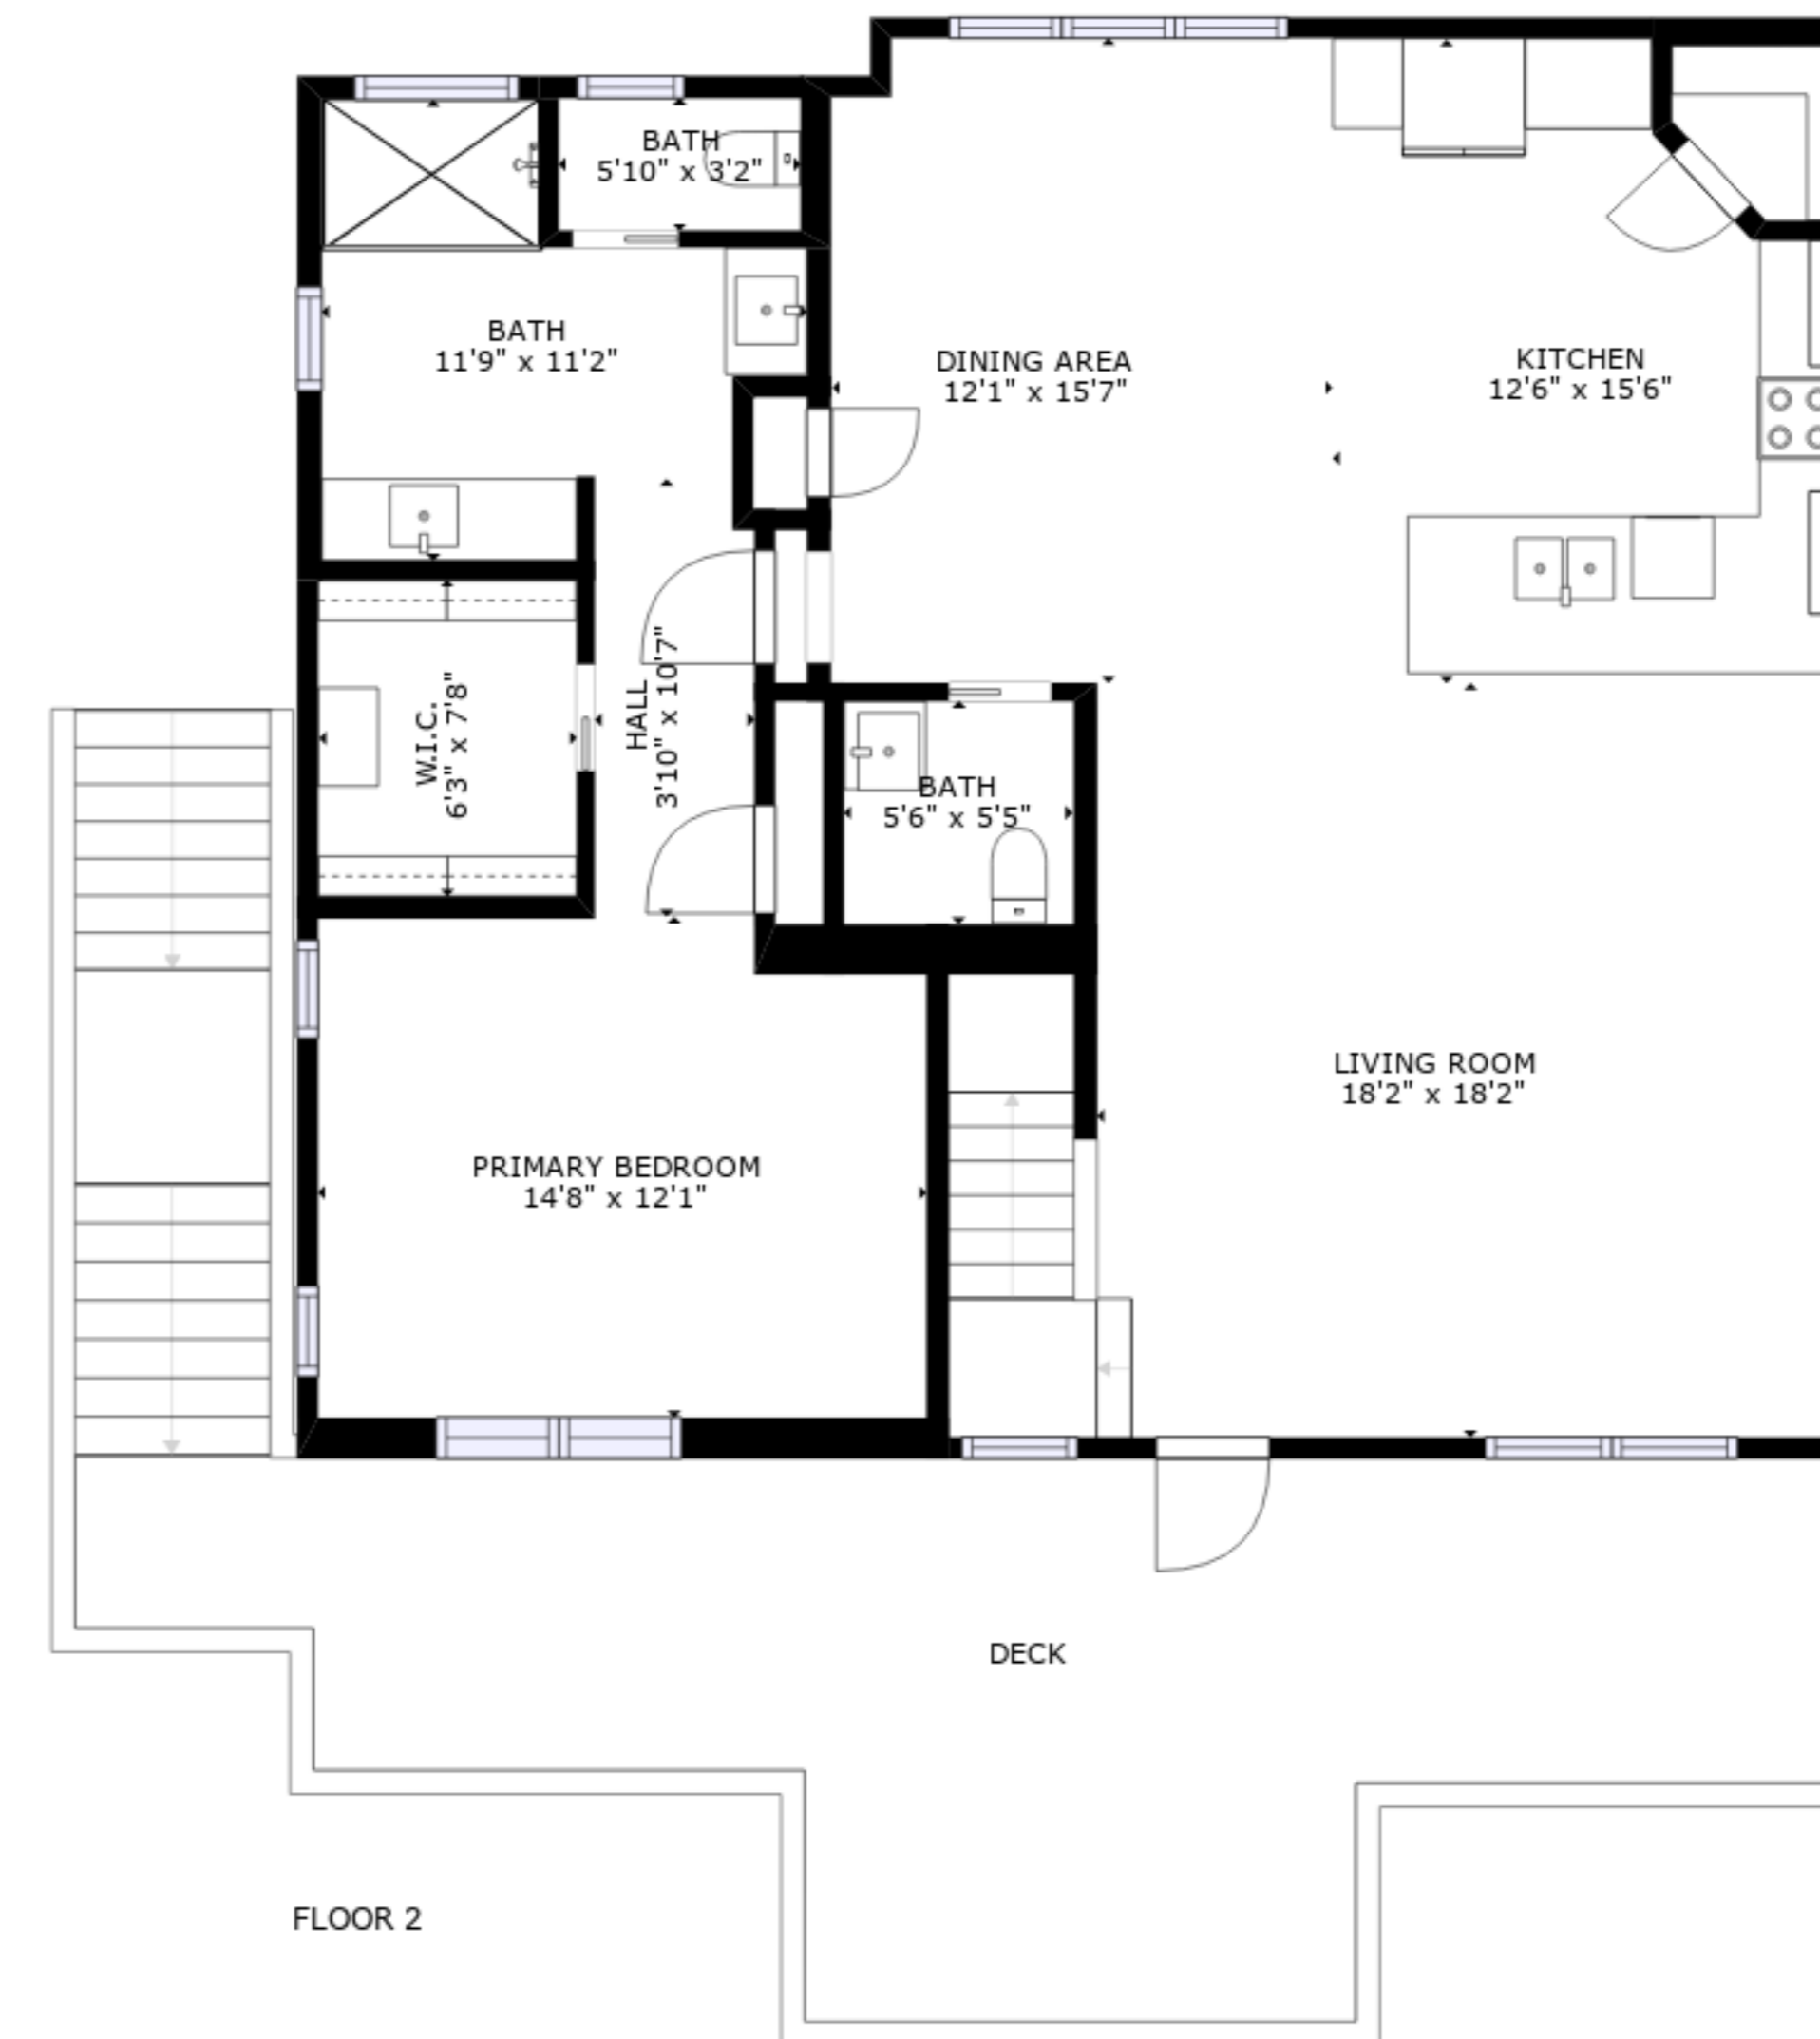 BATH
5'10" x 3'2"
BATH
11'9" x 11'2"
DINING AREA
12'1" x 15'7"
KITCHEN
12'6" x 15'6"
W.I.C.
6'3" x 7'8"
HALL
3'10" x 10'7"
BATH
5'6" x 5'5"
LIVING ROOM
18'2" x 18'2"
PRIMARY BEDROOM
14'8" x 12'1"
DECK
FLOOR 2